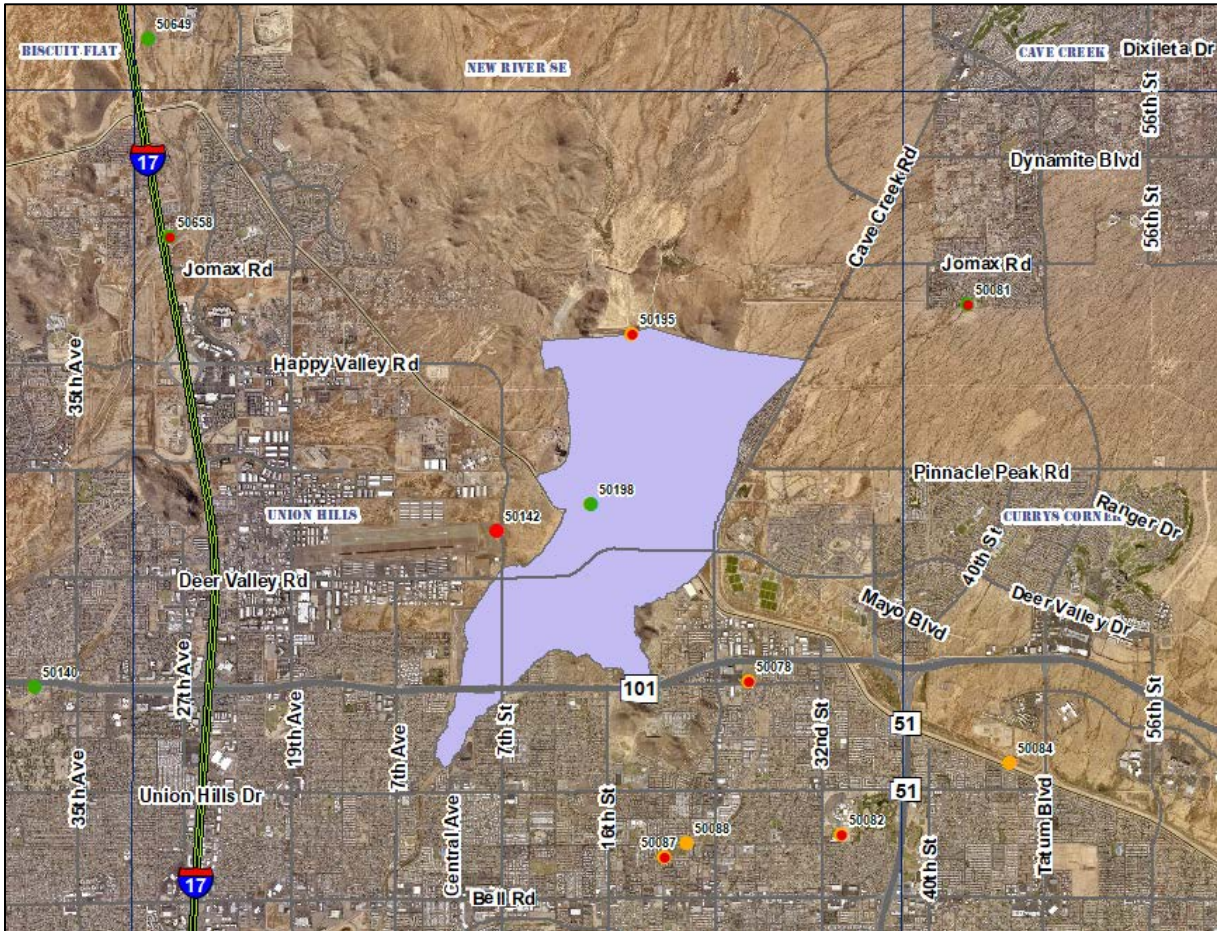 50649
BISCUIT FLAT
NEW RIVER SE
CAVE CREEK
Dixileta Dr
56th St
17
Dynamite Blvd
Cave Creek Rd
56th St
50658
Jomax Rd
Jomax Rd
50081
50195
35th Ave
Happy Valley Rd
Pinnacle Peak Rd
50198
UNION HILLS
50142
CURRYS CORNER
Ranger Dr
40th St
Deer Valley Rd
Mayo Blvd
Deer Valley Dr
50140
27th Ave
19th Ave
7th Ave
7th St
101
50078
32nd St
51
56th St
50084
35th Ave
Union Hills Dr
51
Central Ave
16th St
50088
50087
50082
40th St
Tatum Blvd
17
Bell Rd